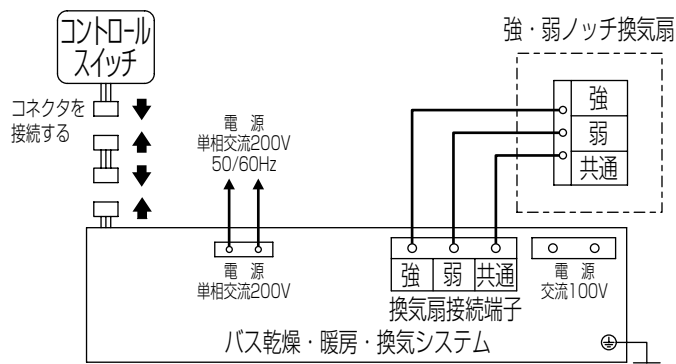 コントロール
スイッチ
コネクタを
接続する
電 源
単相交流200V
50/60Hz
強・弱ノッチ換気扇
強
弱
共通
電 源
単相交流200V
強 弱 共通
換気扇接続端子
電 源
交流100V
バス乾燥・暖房・換気システム